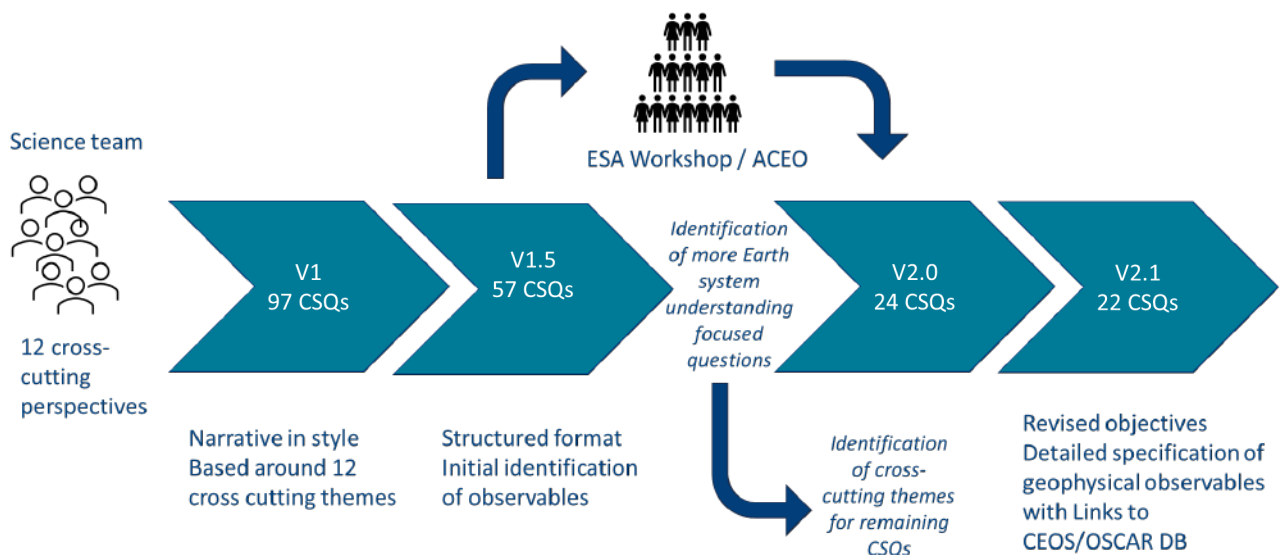 Science team
12 cross-
cutting
perspectives
V1
97 CSQs
Narrative in style
Based around 12
cross cutting themes
V1.5
57 CSQs
Structured format
Initial identification
of observables
ESA Workshop / ACEO
Identification
of more Earth
system
understanding
focused
questions
Identification
of cross-
cutting themes
for remaining
CSQs
V2.0
24 CSQs
V2.1
22 CSQs
Revised objectives
Detailed specification of
geophysical observables
with Links to
CEOS/OSCAR DB